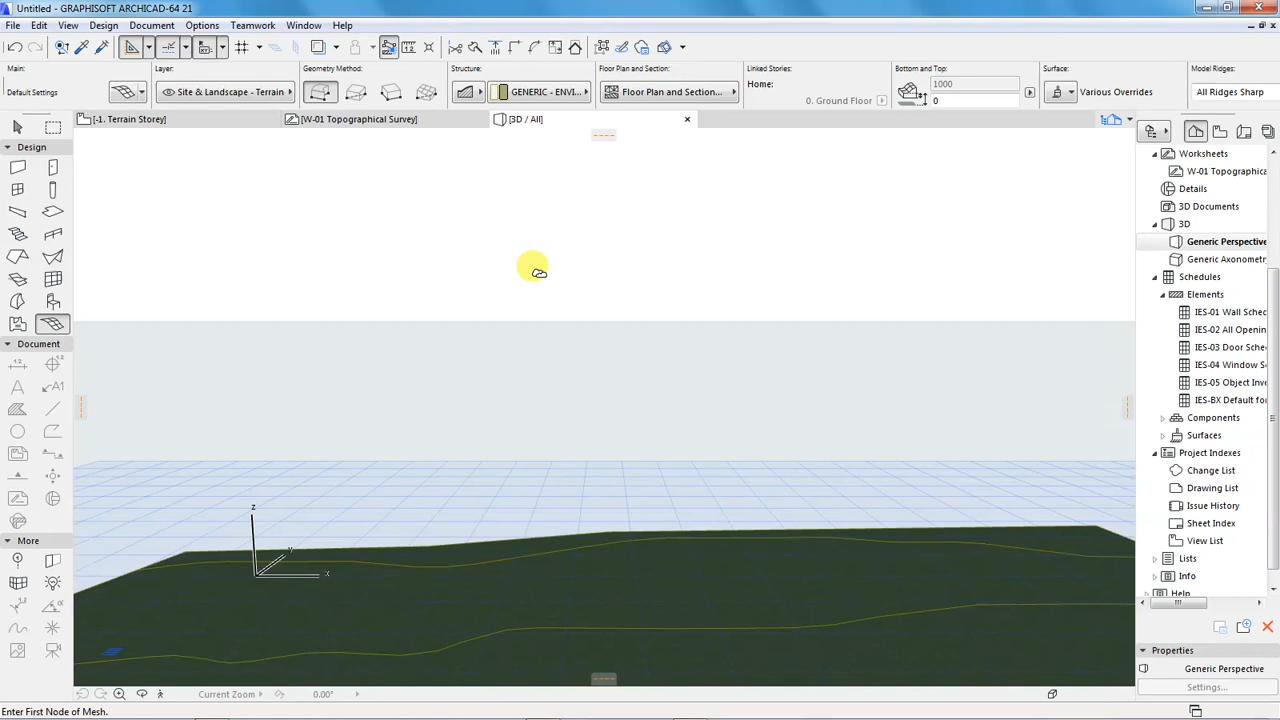 Untitled - GRAPHISOFT ARCHICAD-64 21
File Edit View Design Document Options Teamwork Window Help
Main: Layer: Geometry Method: Structure: Floor Plan and Section: Linked Stories: Bottom and Top: Surface: Model Ridges:
Default Settings Site & Landscape - Terrain GENERIC - ENVI... Floor Plan and Section... Home: 0. Ground Floor 1000 0 Various Overrides All Ridges Sharp
[-1. Terrain Storey] [W-01 Topographical Survey] [3D / All]
Design
Document
More
z
y
x
Worksheets
W-01 Topographica
Details
3D Documents
3D
Generic Perspective
Generic Axonomet
Schedules
Elements
IES-01 Wall Sched
IES-02 All Opening
IES-03 Door Sche
IES-04 Window S
IES-05 Object Inve
IES-BX Default for
Components
Surfaces
Project Indexes
Change List
Drawing List
Issue History
Sheet Index
View List
Lists
Info
Help
Properties
Generic Perspective
Settings...
Current Zoom 0.00°
Enter First Node of Mesh.